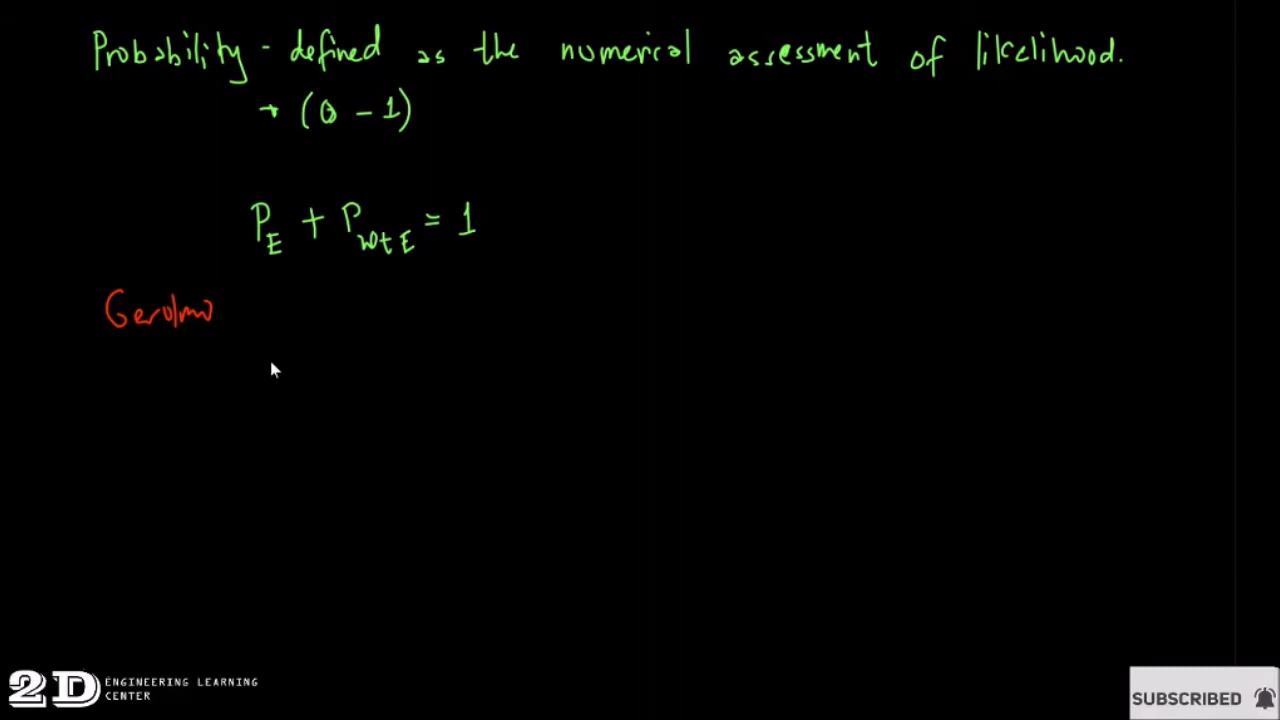 Probability - defined as the numerical assessment of likelihood.
→ (0 - 1)
P_E + P_not E = 1
Gerolmo
2D ENGINEERING LEARNING
CENTER
SUBSCRIBED